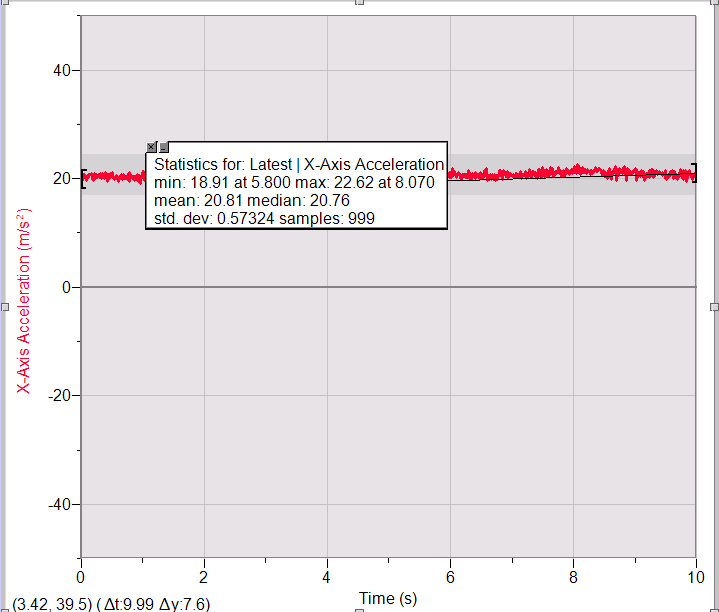 40
20
0
-20
-40
X-Axis Acceleration (m/s²)
Statistics for: Latest | X-Axis Acceleration
min: 18.91 at 5.800 max: 22.62 at 8.070
mean: 20.81 median: 20.76
std. dev: 0.57324 samples: 999
0 2 4 6 8 10
Time (s)
(3.42, 39.5) (Δt:9.99 Δy:7.6)